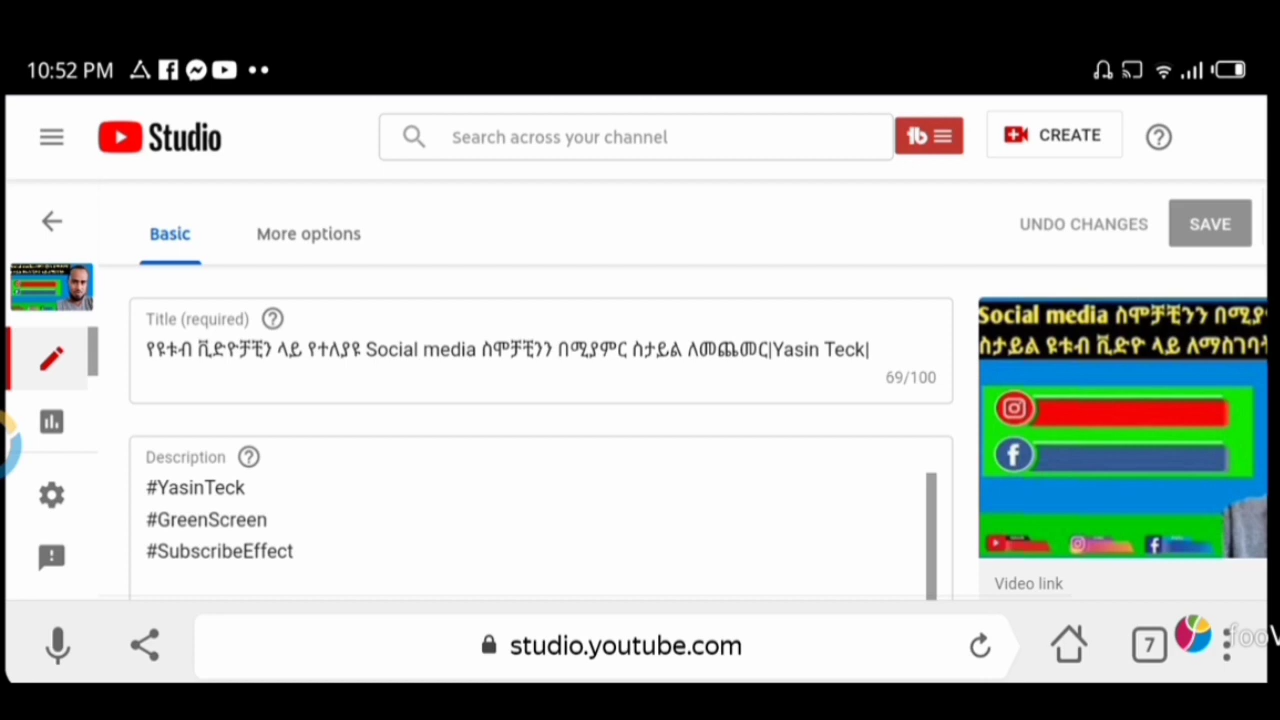 10:52 PM
Studio
Search across your channel
CREATE
Basic
More options
UNDO CHANGES
SAVE
Title (required)
የዩቱብ ቪድዮቻቺን ላይ የተለያዩ Social media ስሞቻቺንን በሚያምር ስታይል ለመጨመር|Yasin Teck|
69/100
Description
#YasinTeck
#GreenScreen
#SubscribeEffect
Social media ስሞቻቺንን በሚያ
ስታይል ዩቱብ ቪድዮ ላይ ለማስገባት
Video link
studio.youtube.com
7
foov